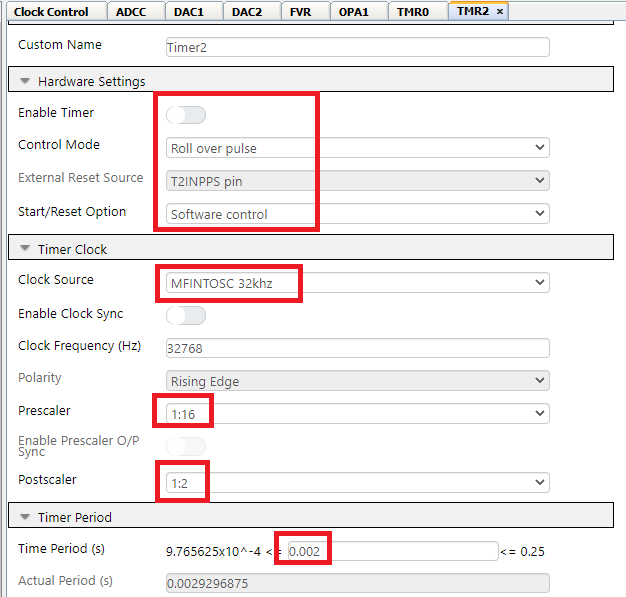 Clock Control ADCC DAC1 DAC2 FVR OPA1 TMR0 TMR2 ×
Custom Name Timer2
Hardware Settings
Enable Timer
Control Mode Roll over pulse
External Reset Source T2INPPS pin
Start/Reset Option Software control
Timer Clock
Clock Source MFINTOSC 32khz
Enable Clock Sync
Clock Frequency (Hz) 32768
Polarity Rising Edge
Prescaler 1:16
Enable Prescaler O/P
Sync
Postscaler 1:2
Timer Period
Time Period (s) 9.765625x10^-4 <= 0.002 <= 0.25
Actual Period (s) 0.0029296875